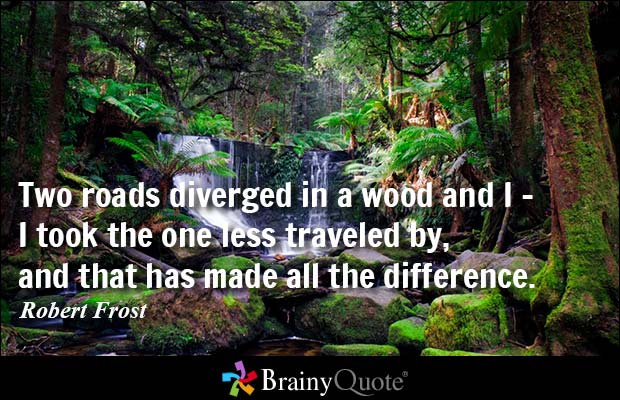 Two roads diverged in a wood and I -
I took the one less traveled by,
and that has made all the difference.
Robert Frost
BrainyQuote®